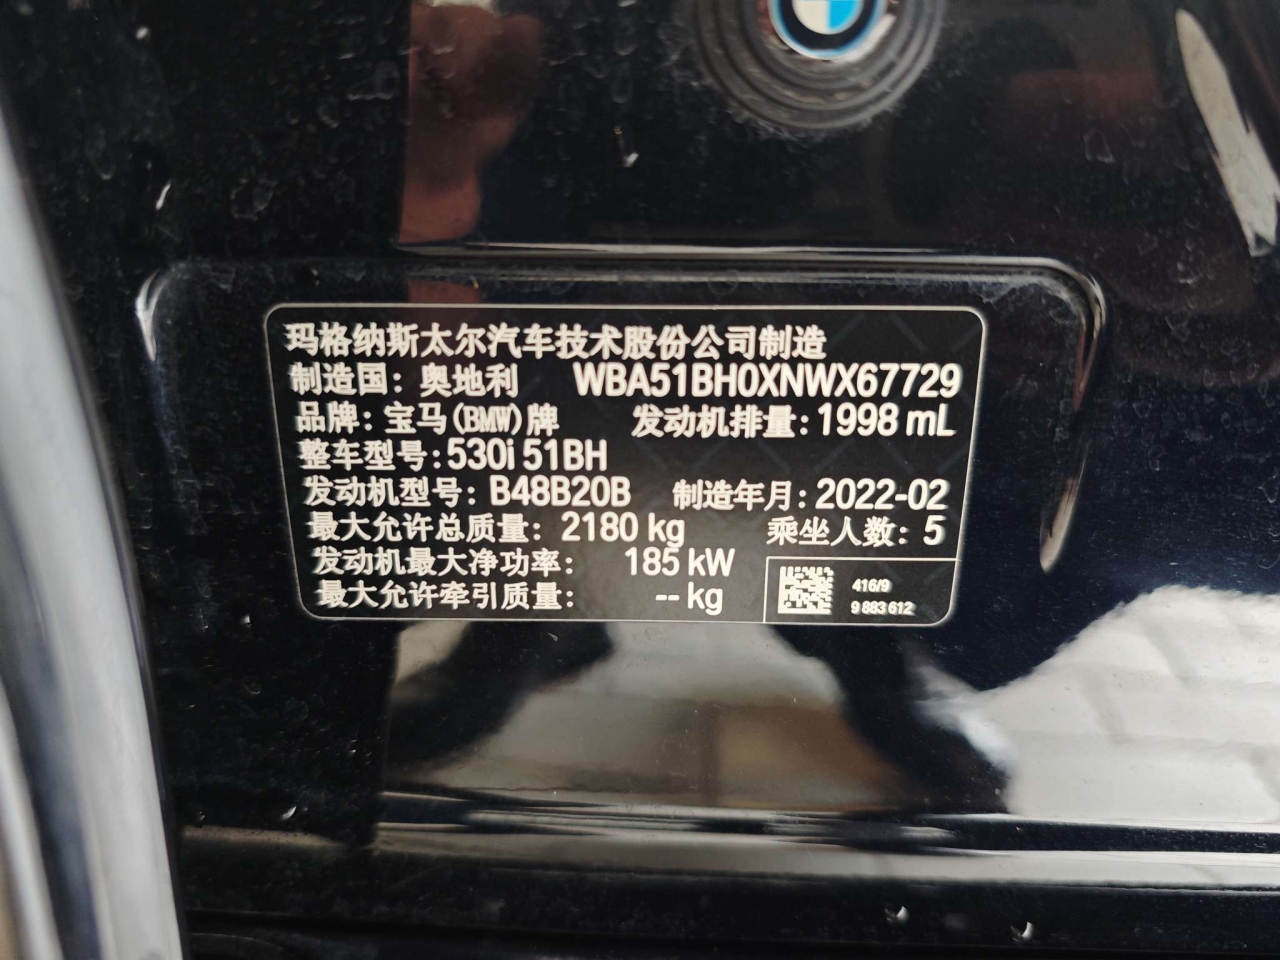 玛格纳斯太尔汽车技术股份公司制造
制造国：奥地利 WBA51BH0XNWX67729
品牌：宝马(BMW)牌 发动机排量：1998 mL
整车型号：530i 51BH
发动机型号：B48B20B 制造年月：2022-02
最大允许总质量：2180 kg 乘坐人数：5
发动机最大净功率：185 kW
最大允许牵引质量：-- kg
416/9
9 883 612